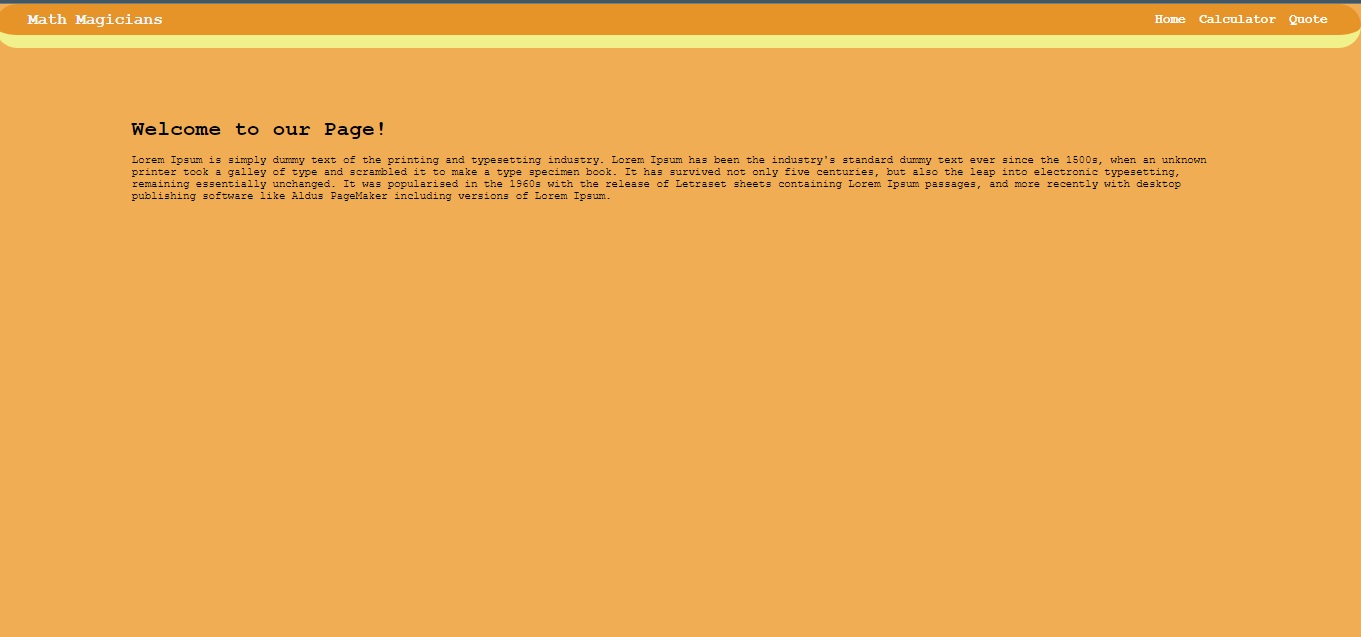 Math Magicians
Home Calculator Quote
Welcome to our Page!
Lorem Ipsum is simply dummy text of the printing and typesetting industry. Lorem Ipsum has been the industry's standard dummy text ever since the 1500s, when an unknown
printer took a galley of type and scrambled it to make a type specimen book. It has survived not only five centuries, but also the leap into electronic typesetting,
remaining essentially unchanged. It was popularised in the 1960s with the release of Letraset sheets containing Lorem Ipsum passages, and more recently with desktop
publishing software like Aldus PageMaker including versions of Lorem Ipsum.